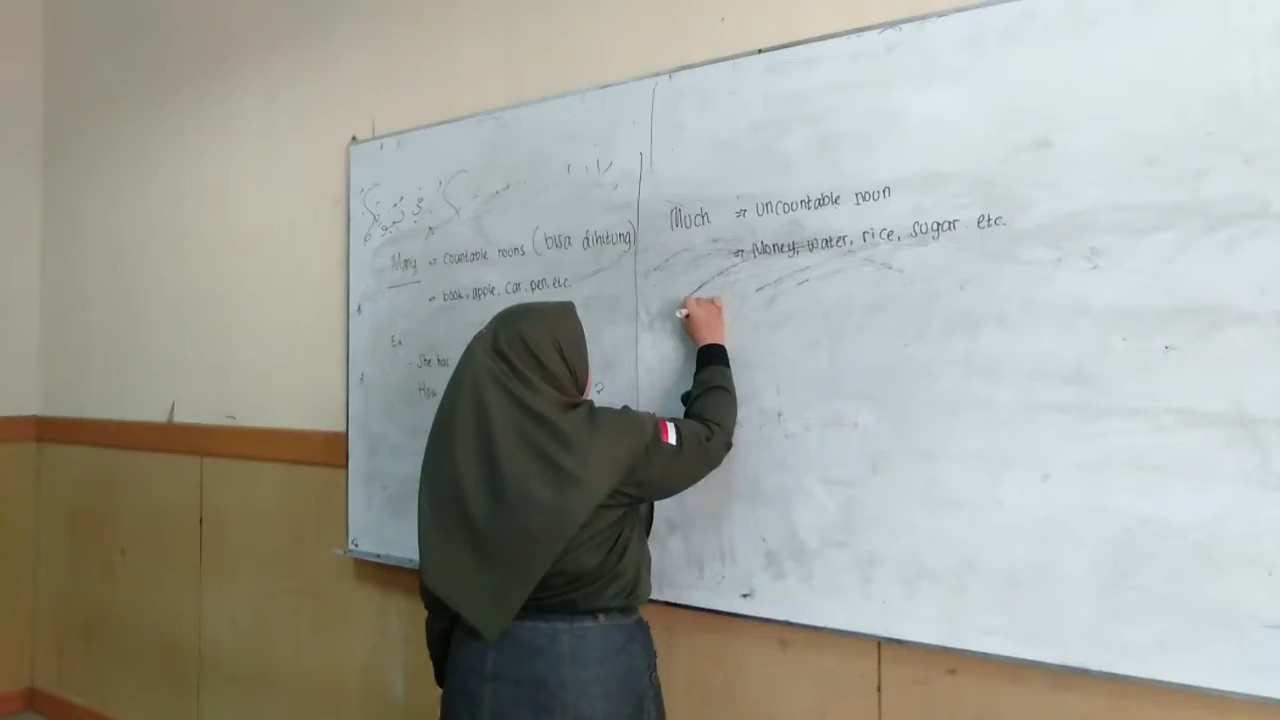 Many => Countable nouns (bisa dihitung)
=> book, apple, car, pen, etc.
Ex
- She has
How ?
Much => Uncountable noun
=> Money, water, rice, sugar. etc.